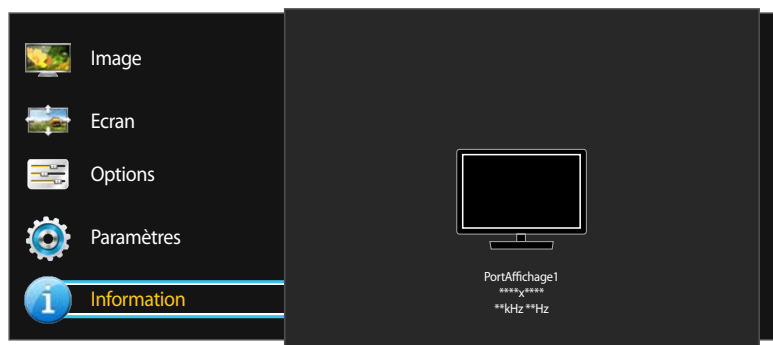 Image
Ecran
Options
Paramètres
Information
PortAffichage1
****x****
**kHz **Hz